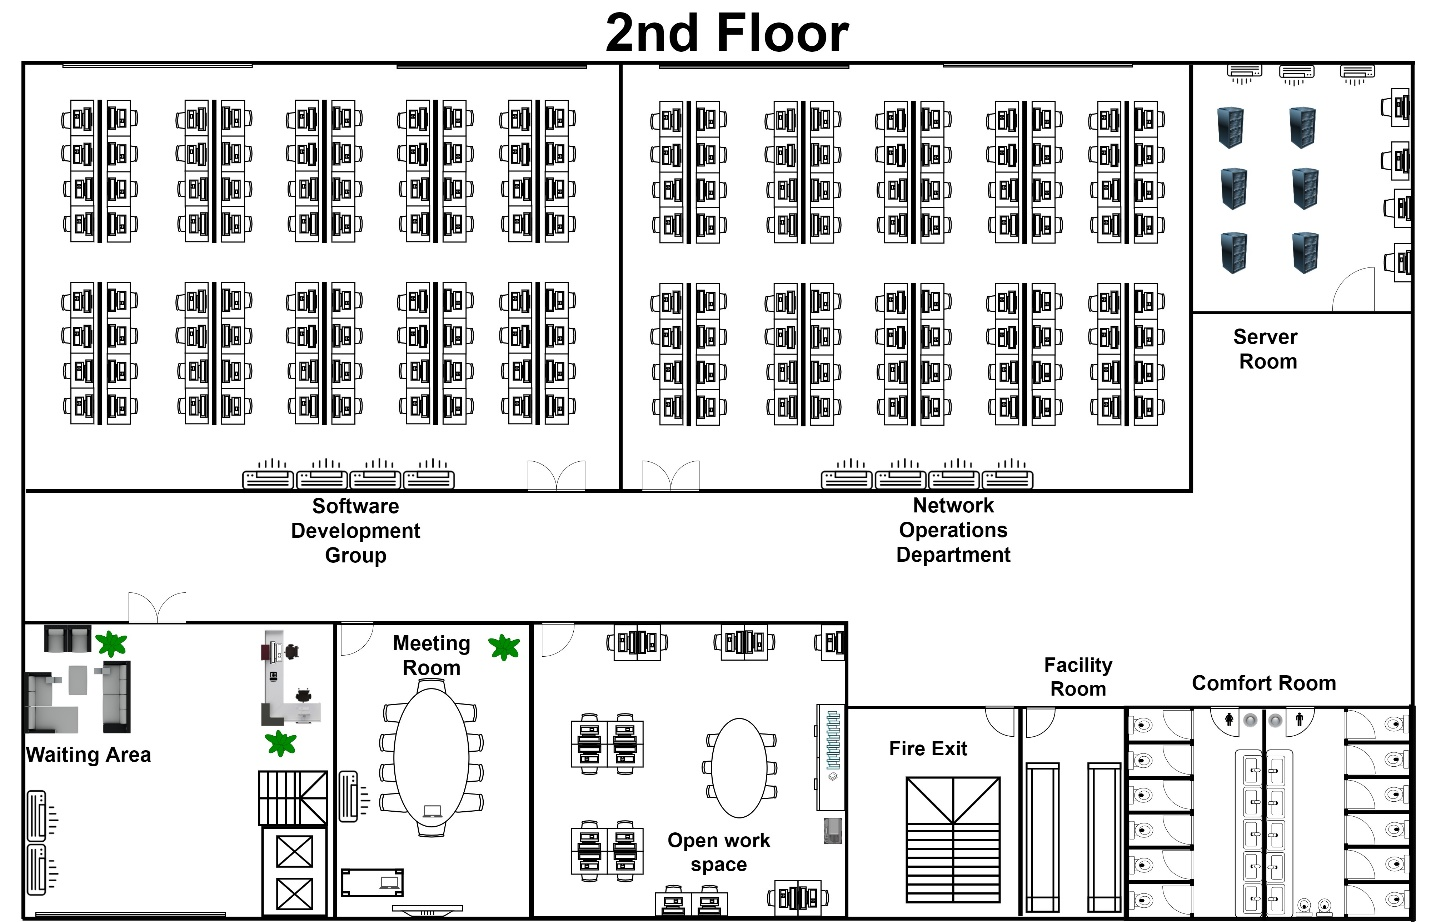 2nd Floor
Server
Room
Software
Development
Group
Network
Operations
Department
Meeting
Room
Facility
Room
Comfort Room
Waiting Area
Fire Exit
Open work
space